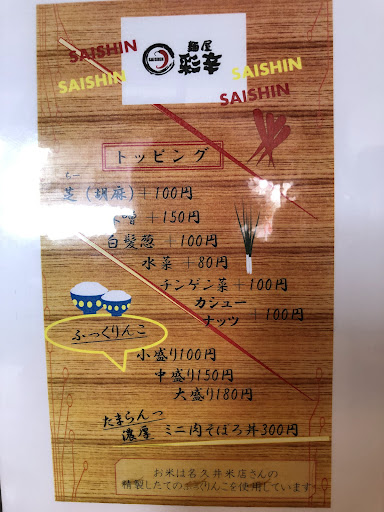 SAISHIN
SAISHIN
麺屋
彩幸
SAISHIN
SAISHIN
SAISHIN
トッピング
ちー
芝(胡麻)+100円
+150円
白髪葱 +100円
水菜 +80円
チンゲン菜+100円
カシュー
ナッツ +100円
ふっくりんこ
小盛り100円
中盛り150円
大盛り180円
たまらんっ
濃厚 ミニ肉そぼろ丼300円
お米は名久井米店さんの
精製したてのふっくりんこを使用しています